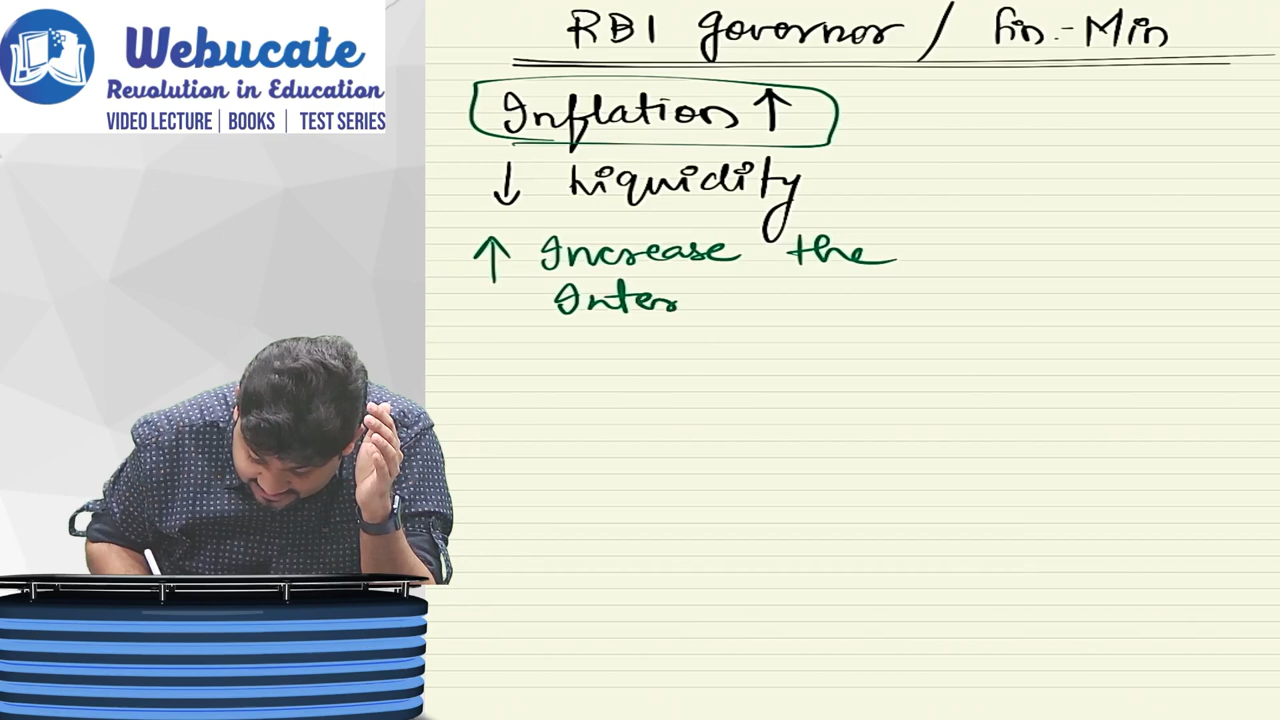 Webucate
Revolution in Education
VIDEO LECTURE | BOOKS | TEST SERIES
RBI governor / Fin.-Min
Inflation ↑
↓ Liquidity
↑ Increase the
Inter